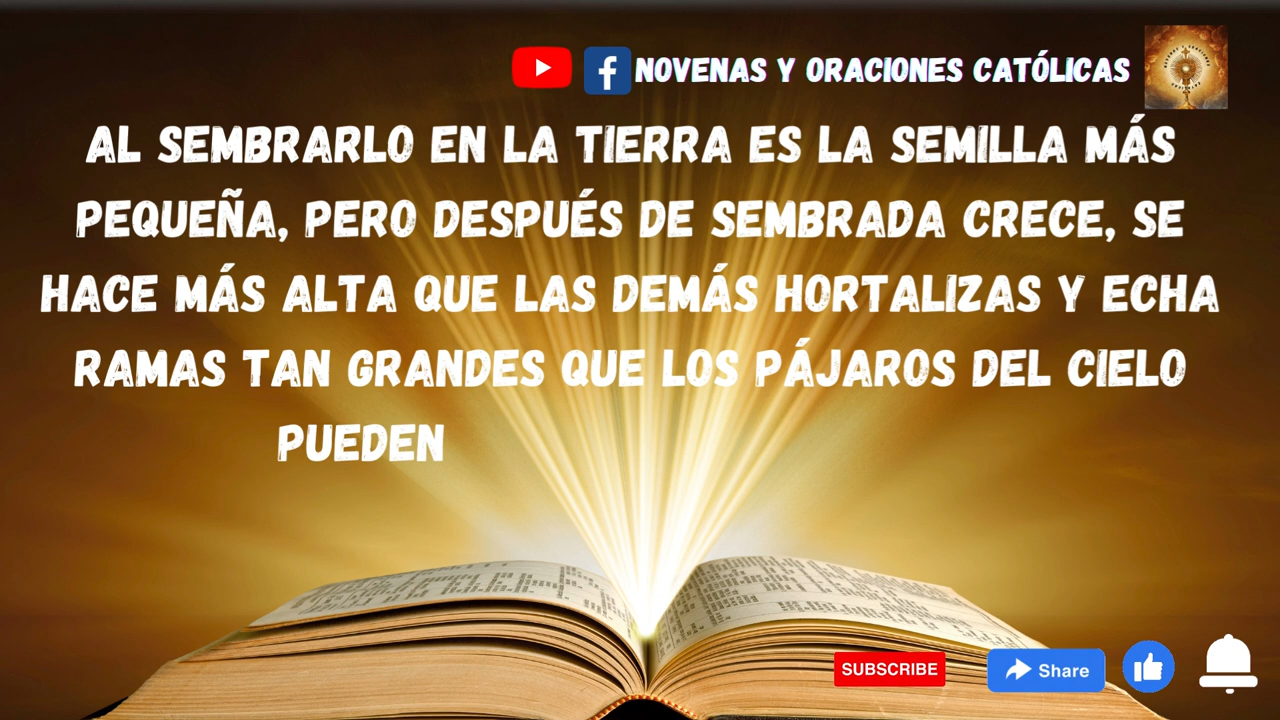 NOVENAS Y ORACIONES CATÓLICAS
AL SEMBRARLO EN LA TIERRA ES LA SEMILLA MÁS
PEQUEÑA, PERO DESPUÉS DE SEMBRADA CRECE, SE
HACE MÁS ALTA QUE LAS DEMÁS HORTALIZAS Y ECHA
RAMAS TAN GRANDES QUE LOS PÁJAROS DEL CIELO
PUEDEN
SUBSCRIBE
Share